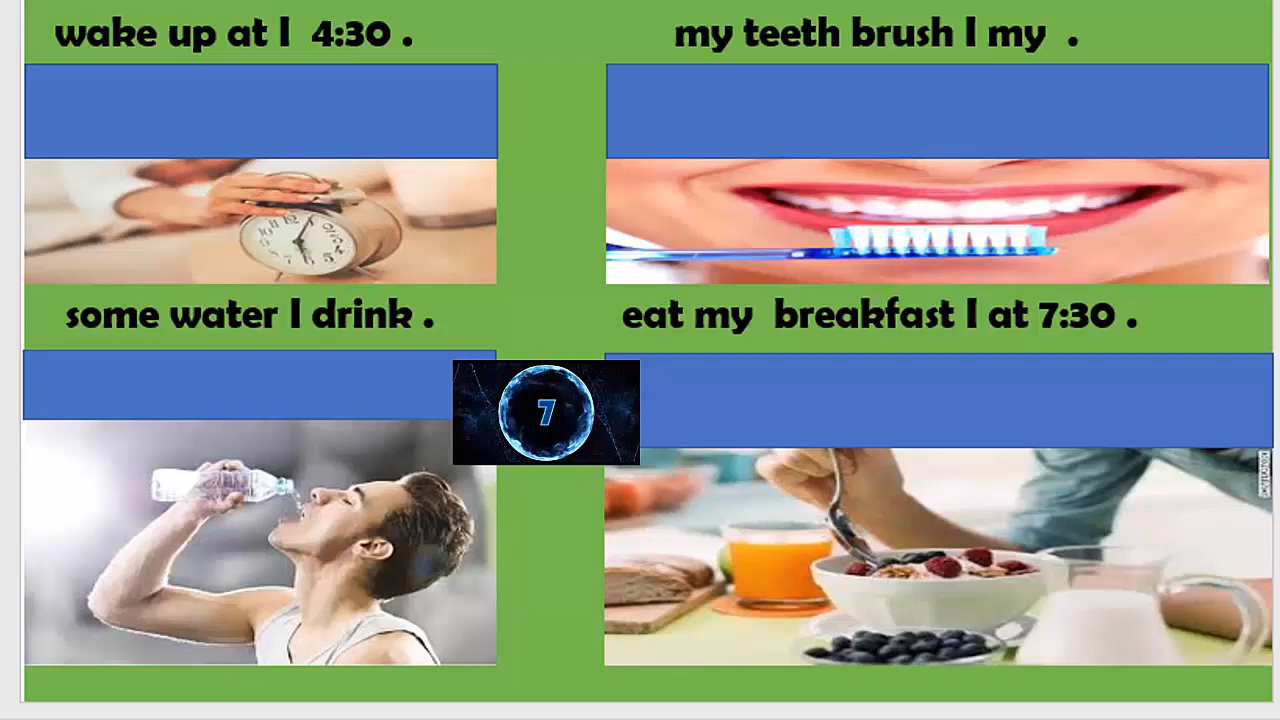 wake up at I 4:30 .
my teeth brush I my .
some water I drink .
eat my breakfast I at 7:30 .
7